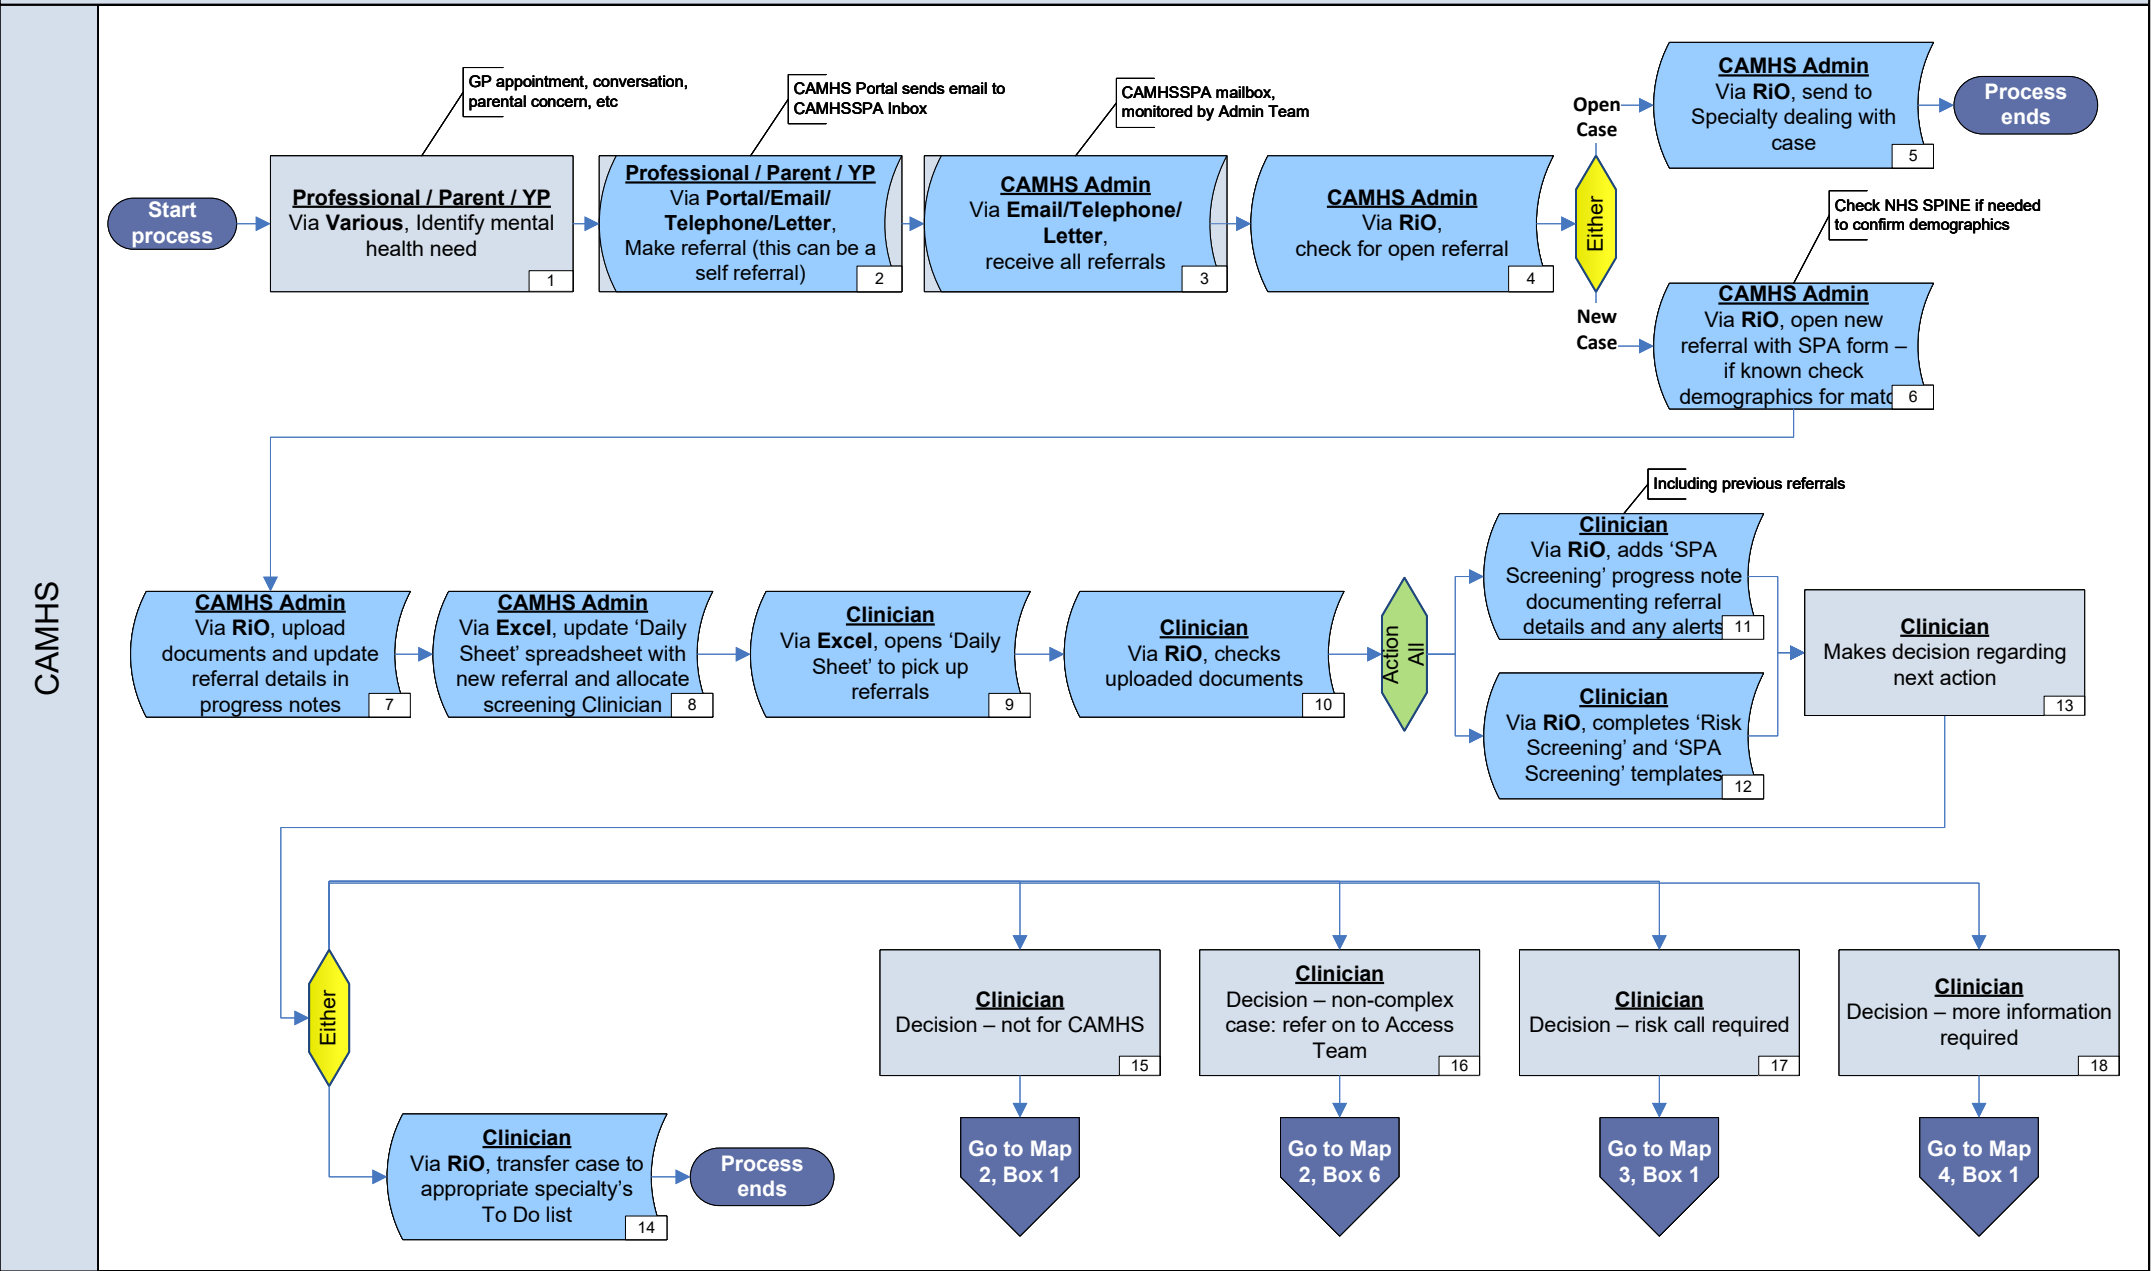 CAMHS
GP appointment, conversation,
parental concern, etc
CAMHS Portal sends email to
CAMHSSPA Inbox
CAMHSSPA mailbox,
monitored by Admin Team
Start
process
Professional / Parent / YP
Via Various, Identify mental
health need
1
Professional / Parent / YP
Via Portal/Email/
Telephone/Letter,
Make referral (this can be a
self referral)
2
CAMHS Admin
Via Email/Telephone/
Letter,
receive all referrals
3
CAMHS Admin
Via RiO,
check for open referral
4
Either
Open
Case
CAMHS Admin
Via RiO, send to
Specialty dealing with
case
5
Process
ends
New
Case
Check NHS SPINE if needed
to confirm demographics
CAMHS Admin
Via RiO, open new
referral with SPA form –
if known check
demographics for matc
6
CAMHS Admin
Via RiO, upload
documents and update
referral details in
progress notes
7
CAMHS Admin
Via Excel, update ‘Daily
Sheet’ spreadsheet with
new referral and allocate
screening Clinician
8
Clinician
Via Excel, opens ‘Daily
Sheet’ to pick up
referrals
9
Clinician
Via RiO, checks
uploaded documents
10
Action
All
Including previous referrals
Clinician
Via RiO, adds ‘SPA
Screening’ progress note
documenting referral
details and any alerts
11
Clinician
Via RiO, completes ‘Risk
Screening’ and ‘SPA
Screening’ templates
12
Clinician
Makes decision regarding
next action
13
Either
Clinician
Via RiO, transfer case to
appropriate specialty’s
To Do list
14
Process
ends
Clinician
Decision – not for CAMHS
15
Go to Map
2, Box 1
Clinician
Decision – non-complex
case: refer on to Access
Team
16
Go to Map
2, Box 6
Clinician
Decision – risk call required
17
Go to Map
3, Box 1
Clinician
Decision – more information
required
18
Go to Map
4, Box 1